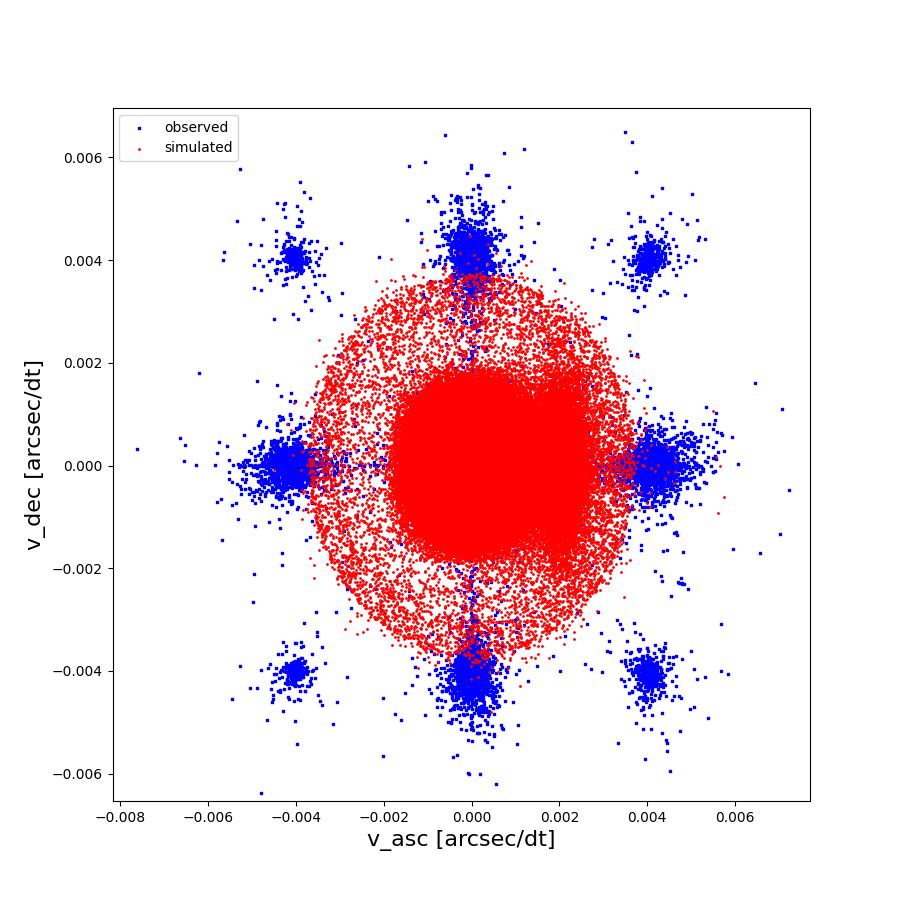 observed
simulated
0.006
0.004
0.002
0.000
−0.002
−0.004
−0.006
v_dec [arcsec/dt]
−0.008 −0.006 −0.004 −0.002 0.000 0.002 0.004 0.006
v_asc [arcsec/dt]